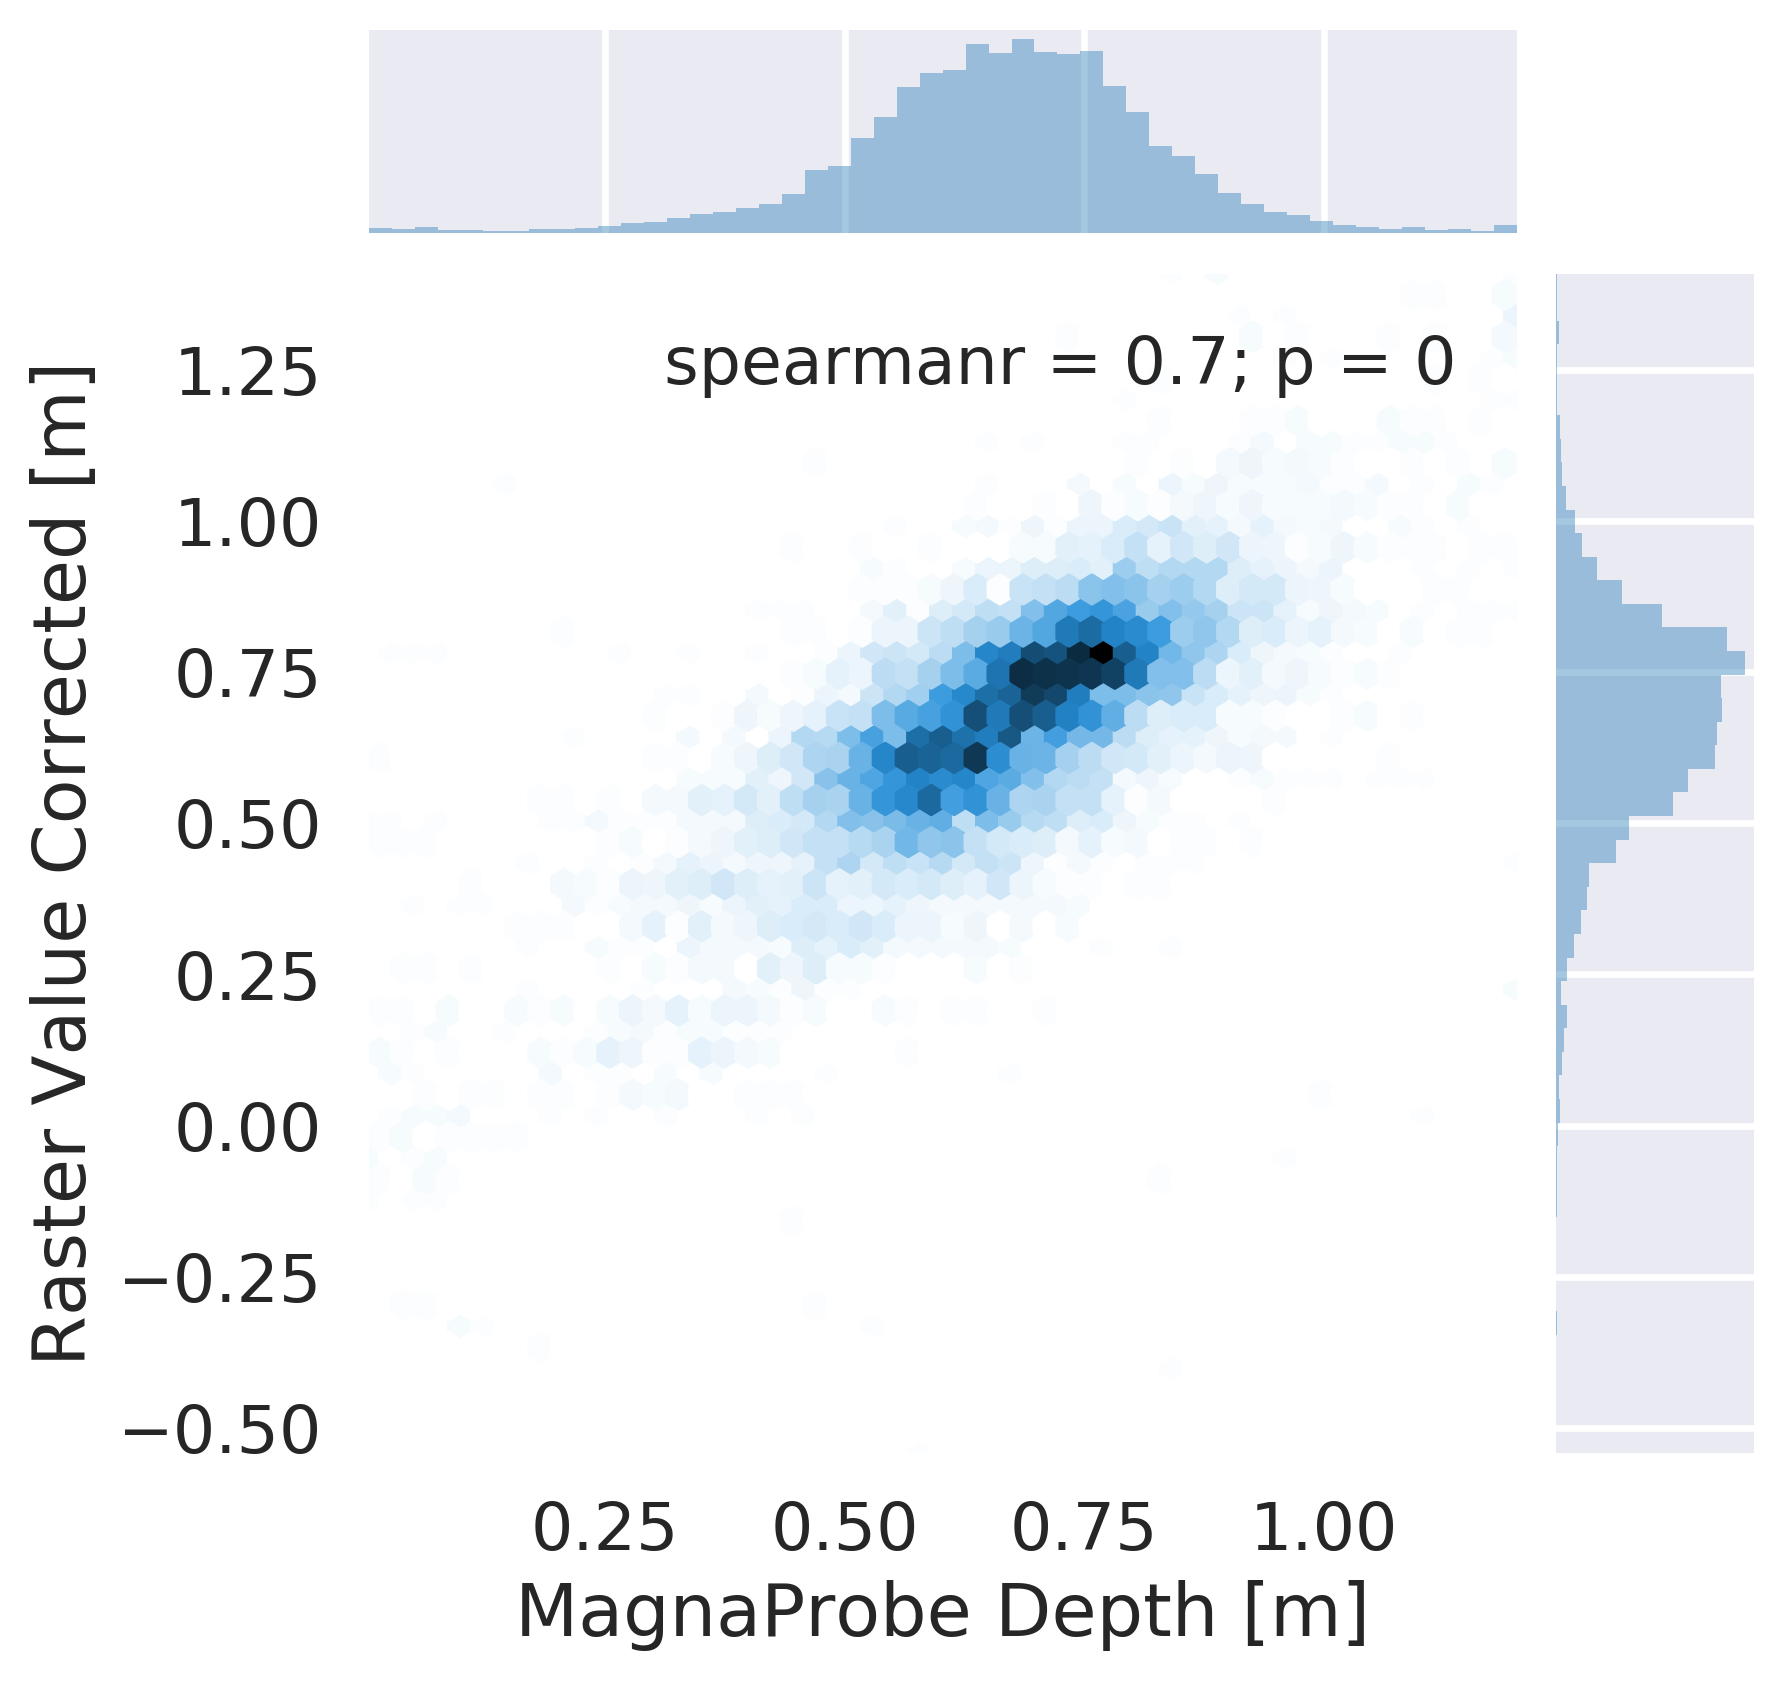 spearmanr = 0.7; p = 0
Raster Value Corrected [m]
1.25
1.00
0.75
0.50
0.25
0.00
−0.25
−0.50
0.25 0.50 0.75 1.00
MagnaProbe Depth [m]